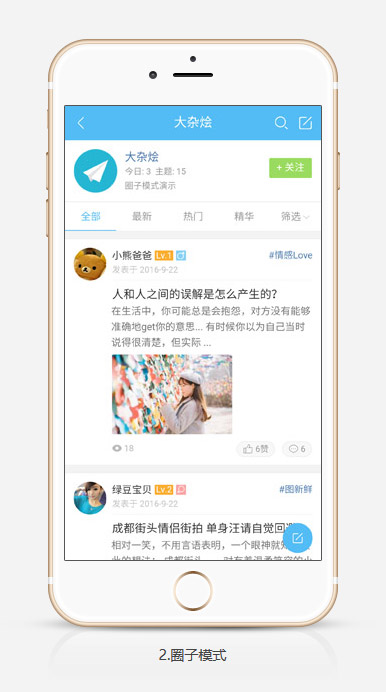 大杂烩
大杂烩
今日: 3 主题: 15
圈子模式演示
+ 关注
全部 最新 热门 精华 筛选
小熊爸爸 Lv.1 #情感Love
发表于 2016-9-22
人和人之间的误解是怎么产生的?
在生活中，你可能总是会抱怨，对方没有能够
准确地get你的意思... 有时候你以为自己当时
说得很清楚，但实际 ...
18 6赞 6
绿豆宝贝 Lv.2 #图新鲜
发表于 2016-9-22
成都街头情侣街拍 单身汪请自觉回
相对一笑，不用言语表明，一个眼神就
2.圈子模式